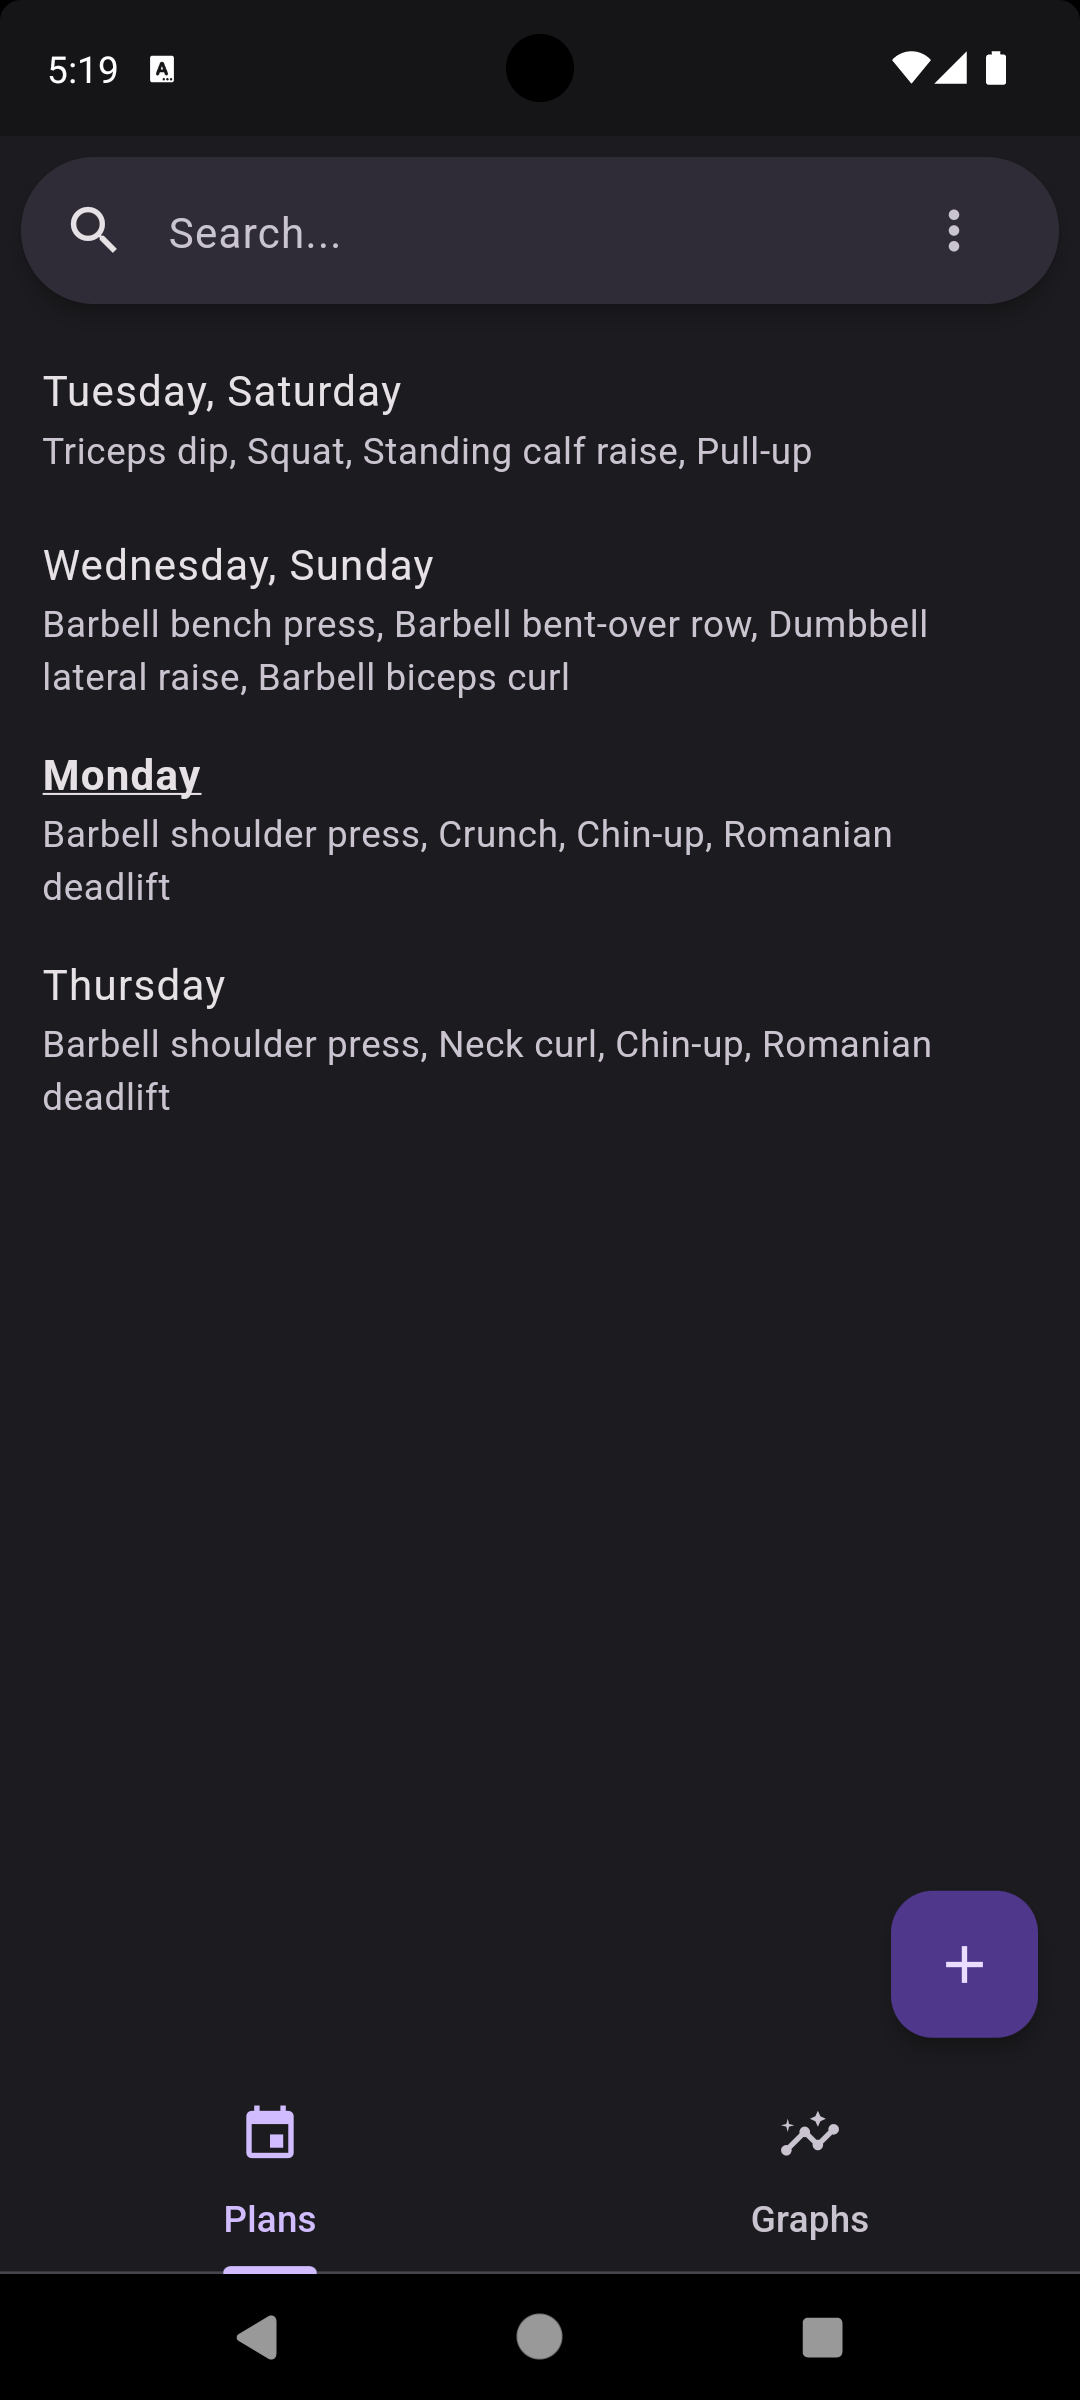 5:19
Search...
Tuesday, Saturday
Triceps dip, Squat, Standing calf raise, Pull-up
Wednesday, Sunday
Barbell bench press, Barbell bent-over row, Dumbbell
lateral raise, Barbell biceps curl
Monday
Barbell shoulder press, Crunch, Chin-up, Romanian
deadlift
Thursday
Barbell shoulder press, Neck curl, Chin-up, Romanian
deadlift
Plans
Graphs